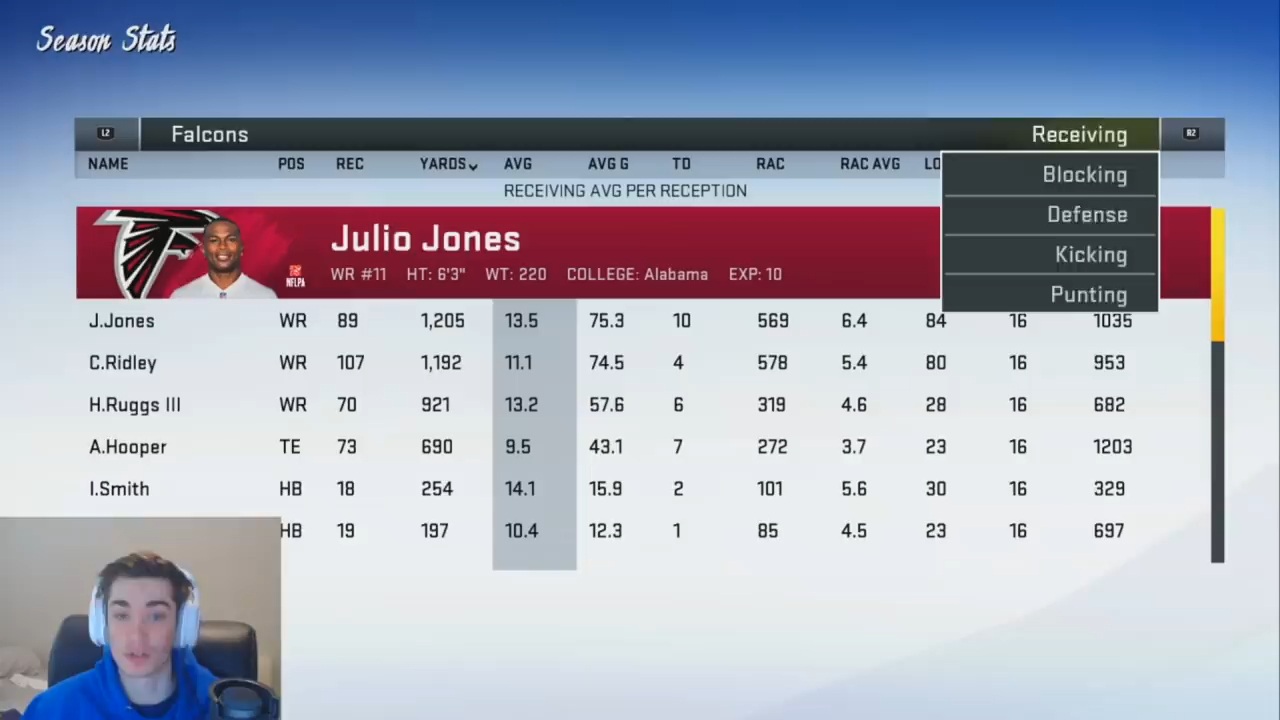 Season Stats
L2 Falcons Receiving R2
NAME POS REC YARDS AVG AVG G TD RAC RAC AVG LO
Blocking
RECEIVING AVG PER RECEPTION
Defense
Julio Jones
Kicking
WR #11 HT: 6'3" WT: 220 COLLEGE: Alabama EXP: 10
NFLPA
Punting
J.Jones WR 89 1,205 13.5 75.3 10 569 6.4 84 16 1035
C.Ridley WR 107 1,192 11.1 74.5 4 578 5.4 80 16 953
H.Ruggs III WR 70 921 13.2 57.6 6 319 4.6 28 16 682
A.Hooper TE 73 690 9.5 43.1 7 272 3.7 23 16 1203
I.Smith HB 18 254 14.1 15.9 2 101 5.6 30 16 329
HB 19 197 10.4 12.3 1 85 4.5 23 16 697